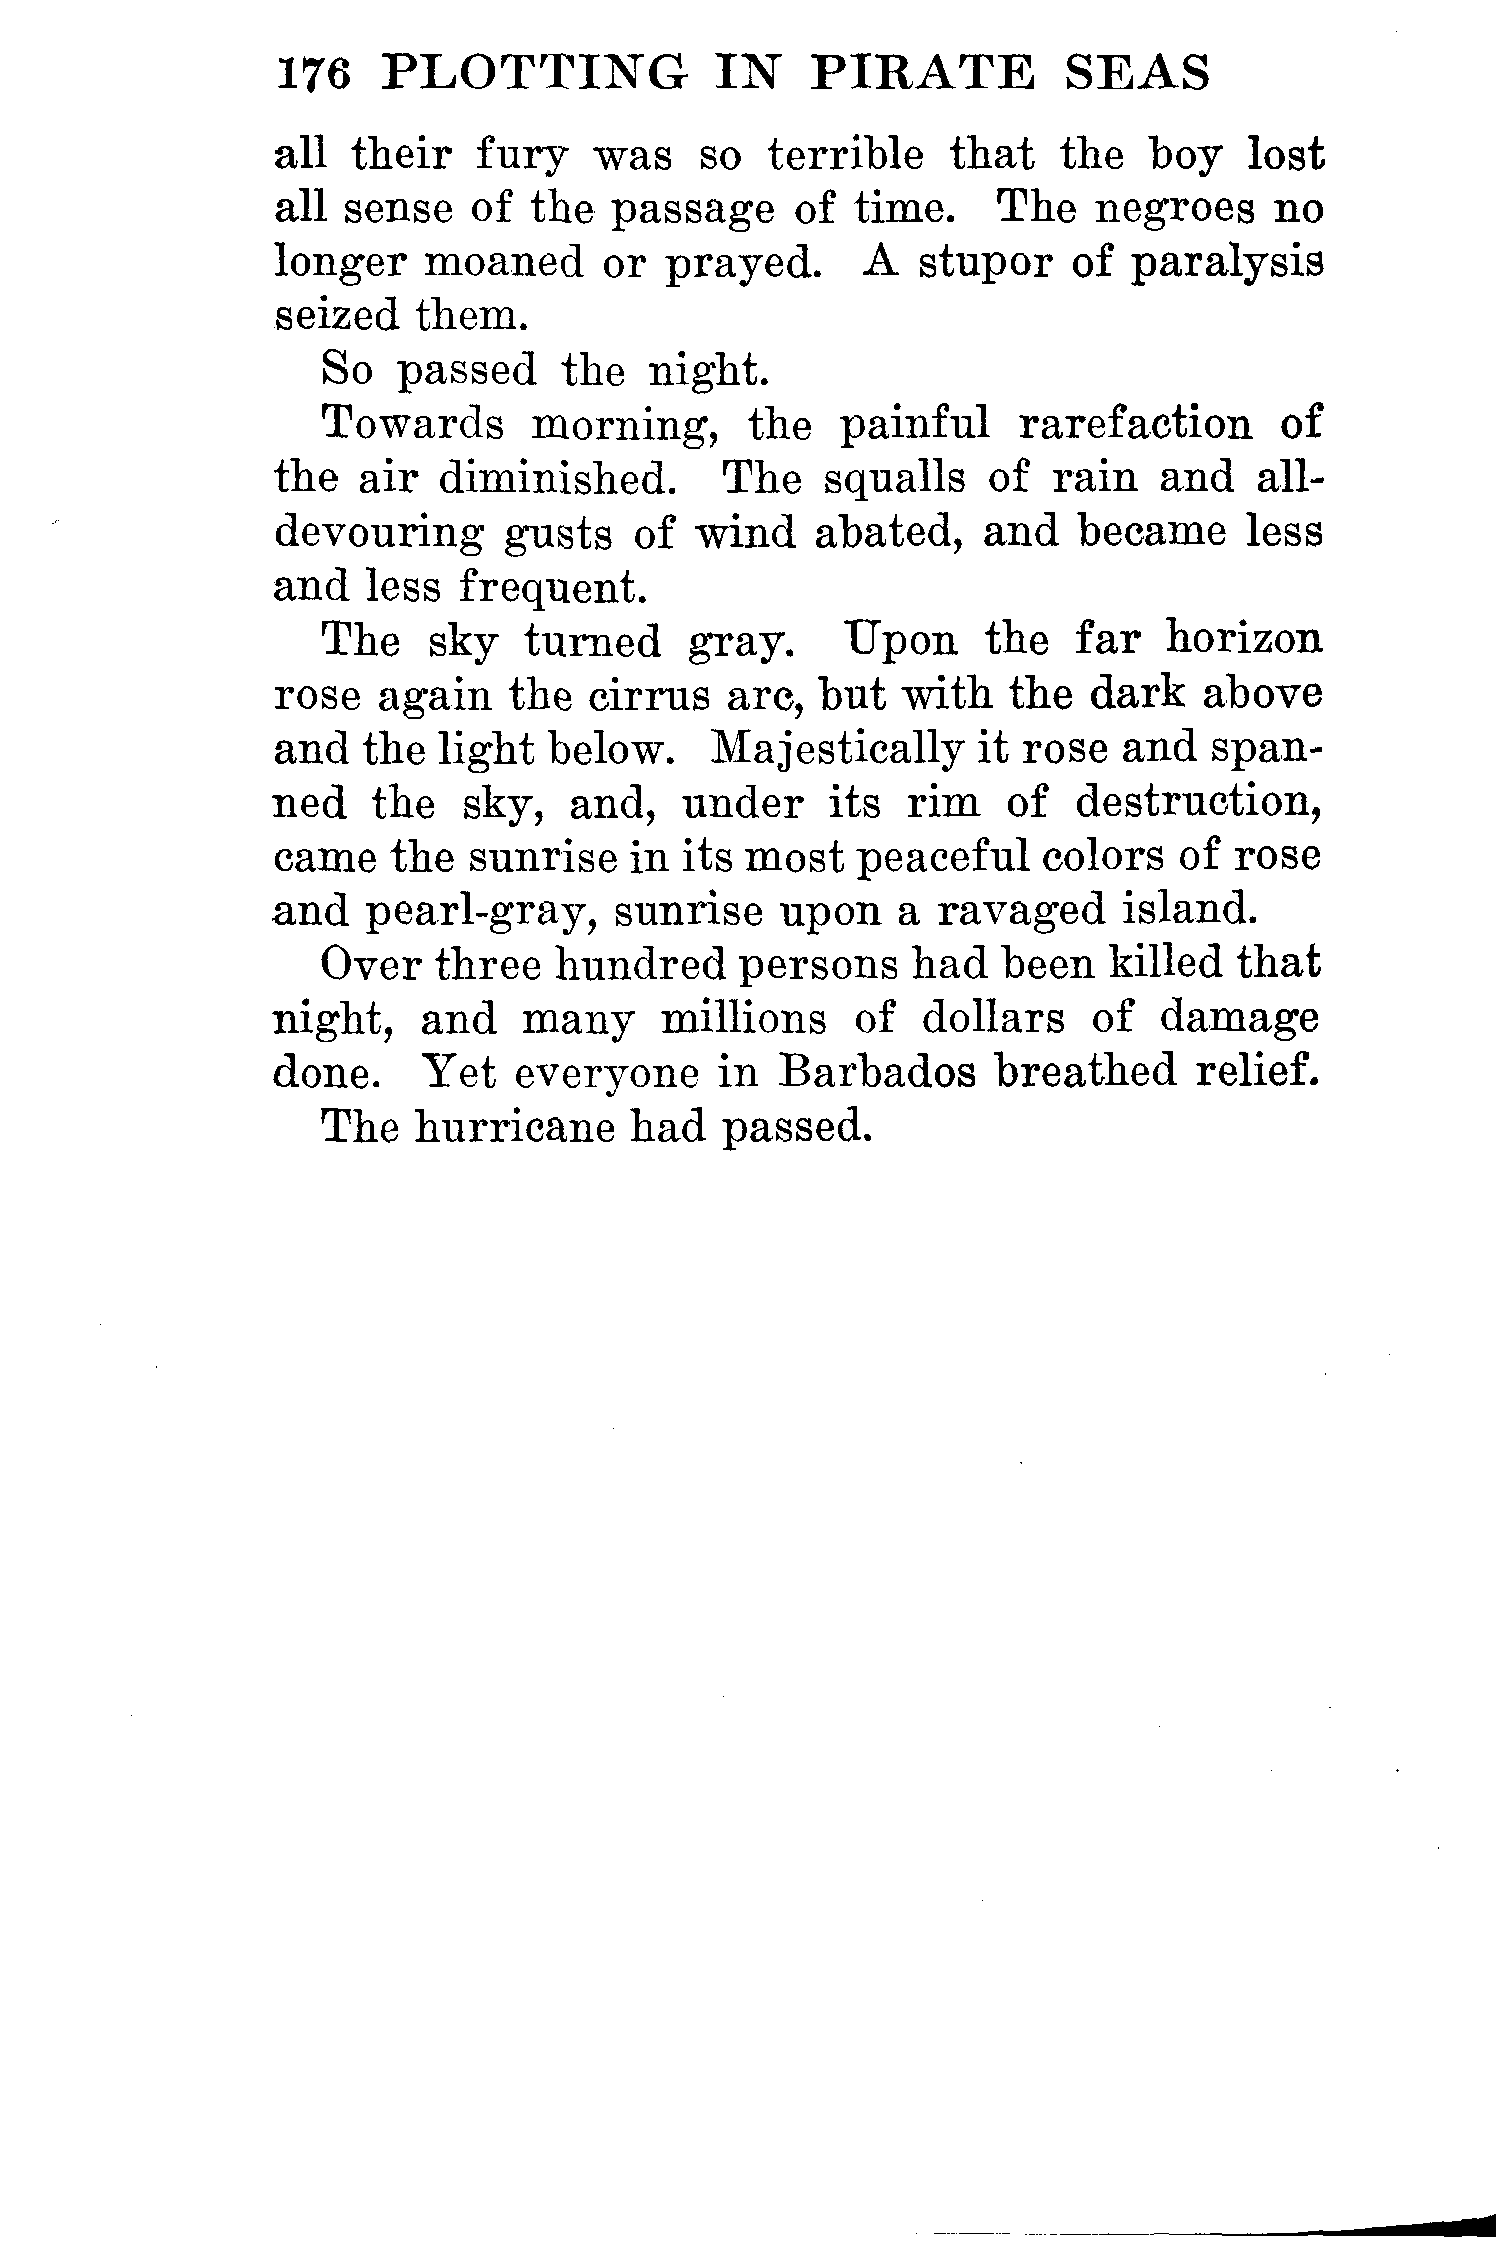 176 PLOTTING IN PIRATE SEAS
all their fury was so terrible that the boy lost
all sense of the passage of time. The negroes no
longer moaned or prayed. A stupor of paralysis
seized them.
So passed the night.
Towards morning, the painful rarefaction of
the air diminished. The squalls of rain and all-
devouring gusts of wind abated, and became less
and less frequent.
The sky turned gray. Upon the far horizon
rose again the cirrus arc, but with the dark above
and the light below. Majestically it rose and span-
ned the sky, and, under its rim of destruction,
came the sunrise in its most peaceful colors of rose
and pearl-gray, sunrise upon a ravaged island.
Over three hundred persons had been killed that
night, and many millions of dollars of damage
done. Yet everyone in Barbados breathed relief.
The hurricane had passed.